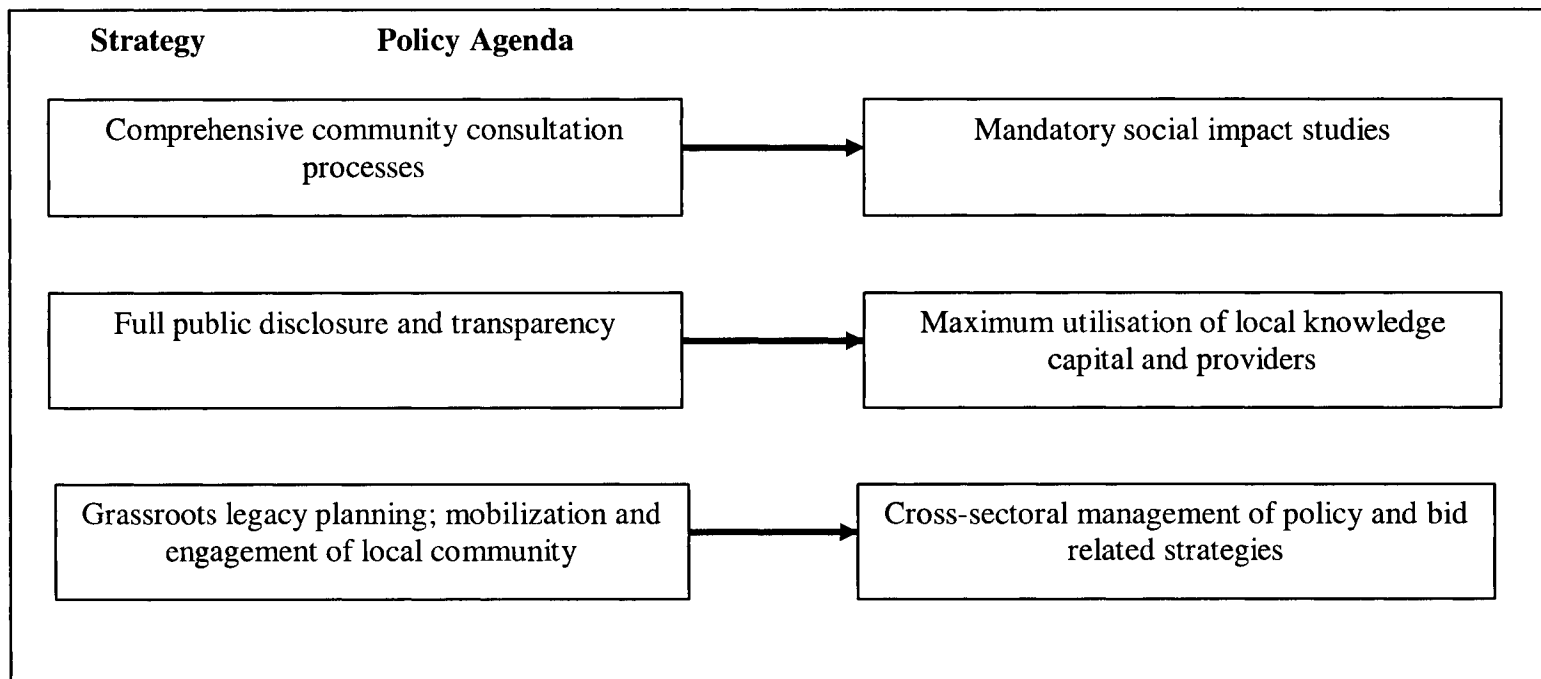 Strategy Policy Agenda
Comprehensive community consultation
processes
Mandatory social impact studies
Full public disclosure and transparency
Maximum utilisation of local knowledge
capital and providers
Grassroots legacy planning; mobilization and
engagement of local community
Cross-sectoral management of policy and bid
related strategies